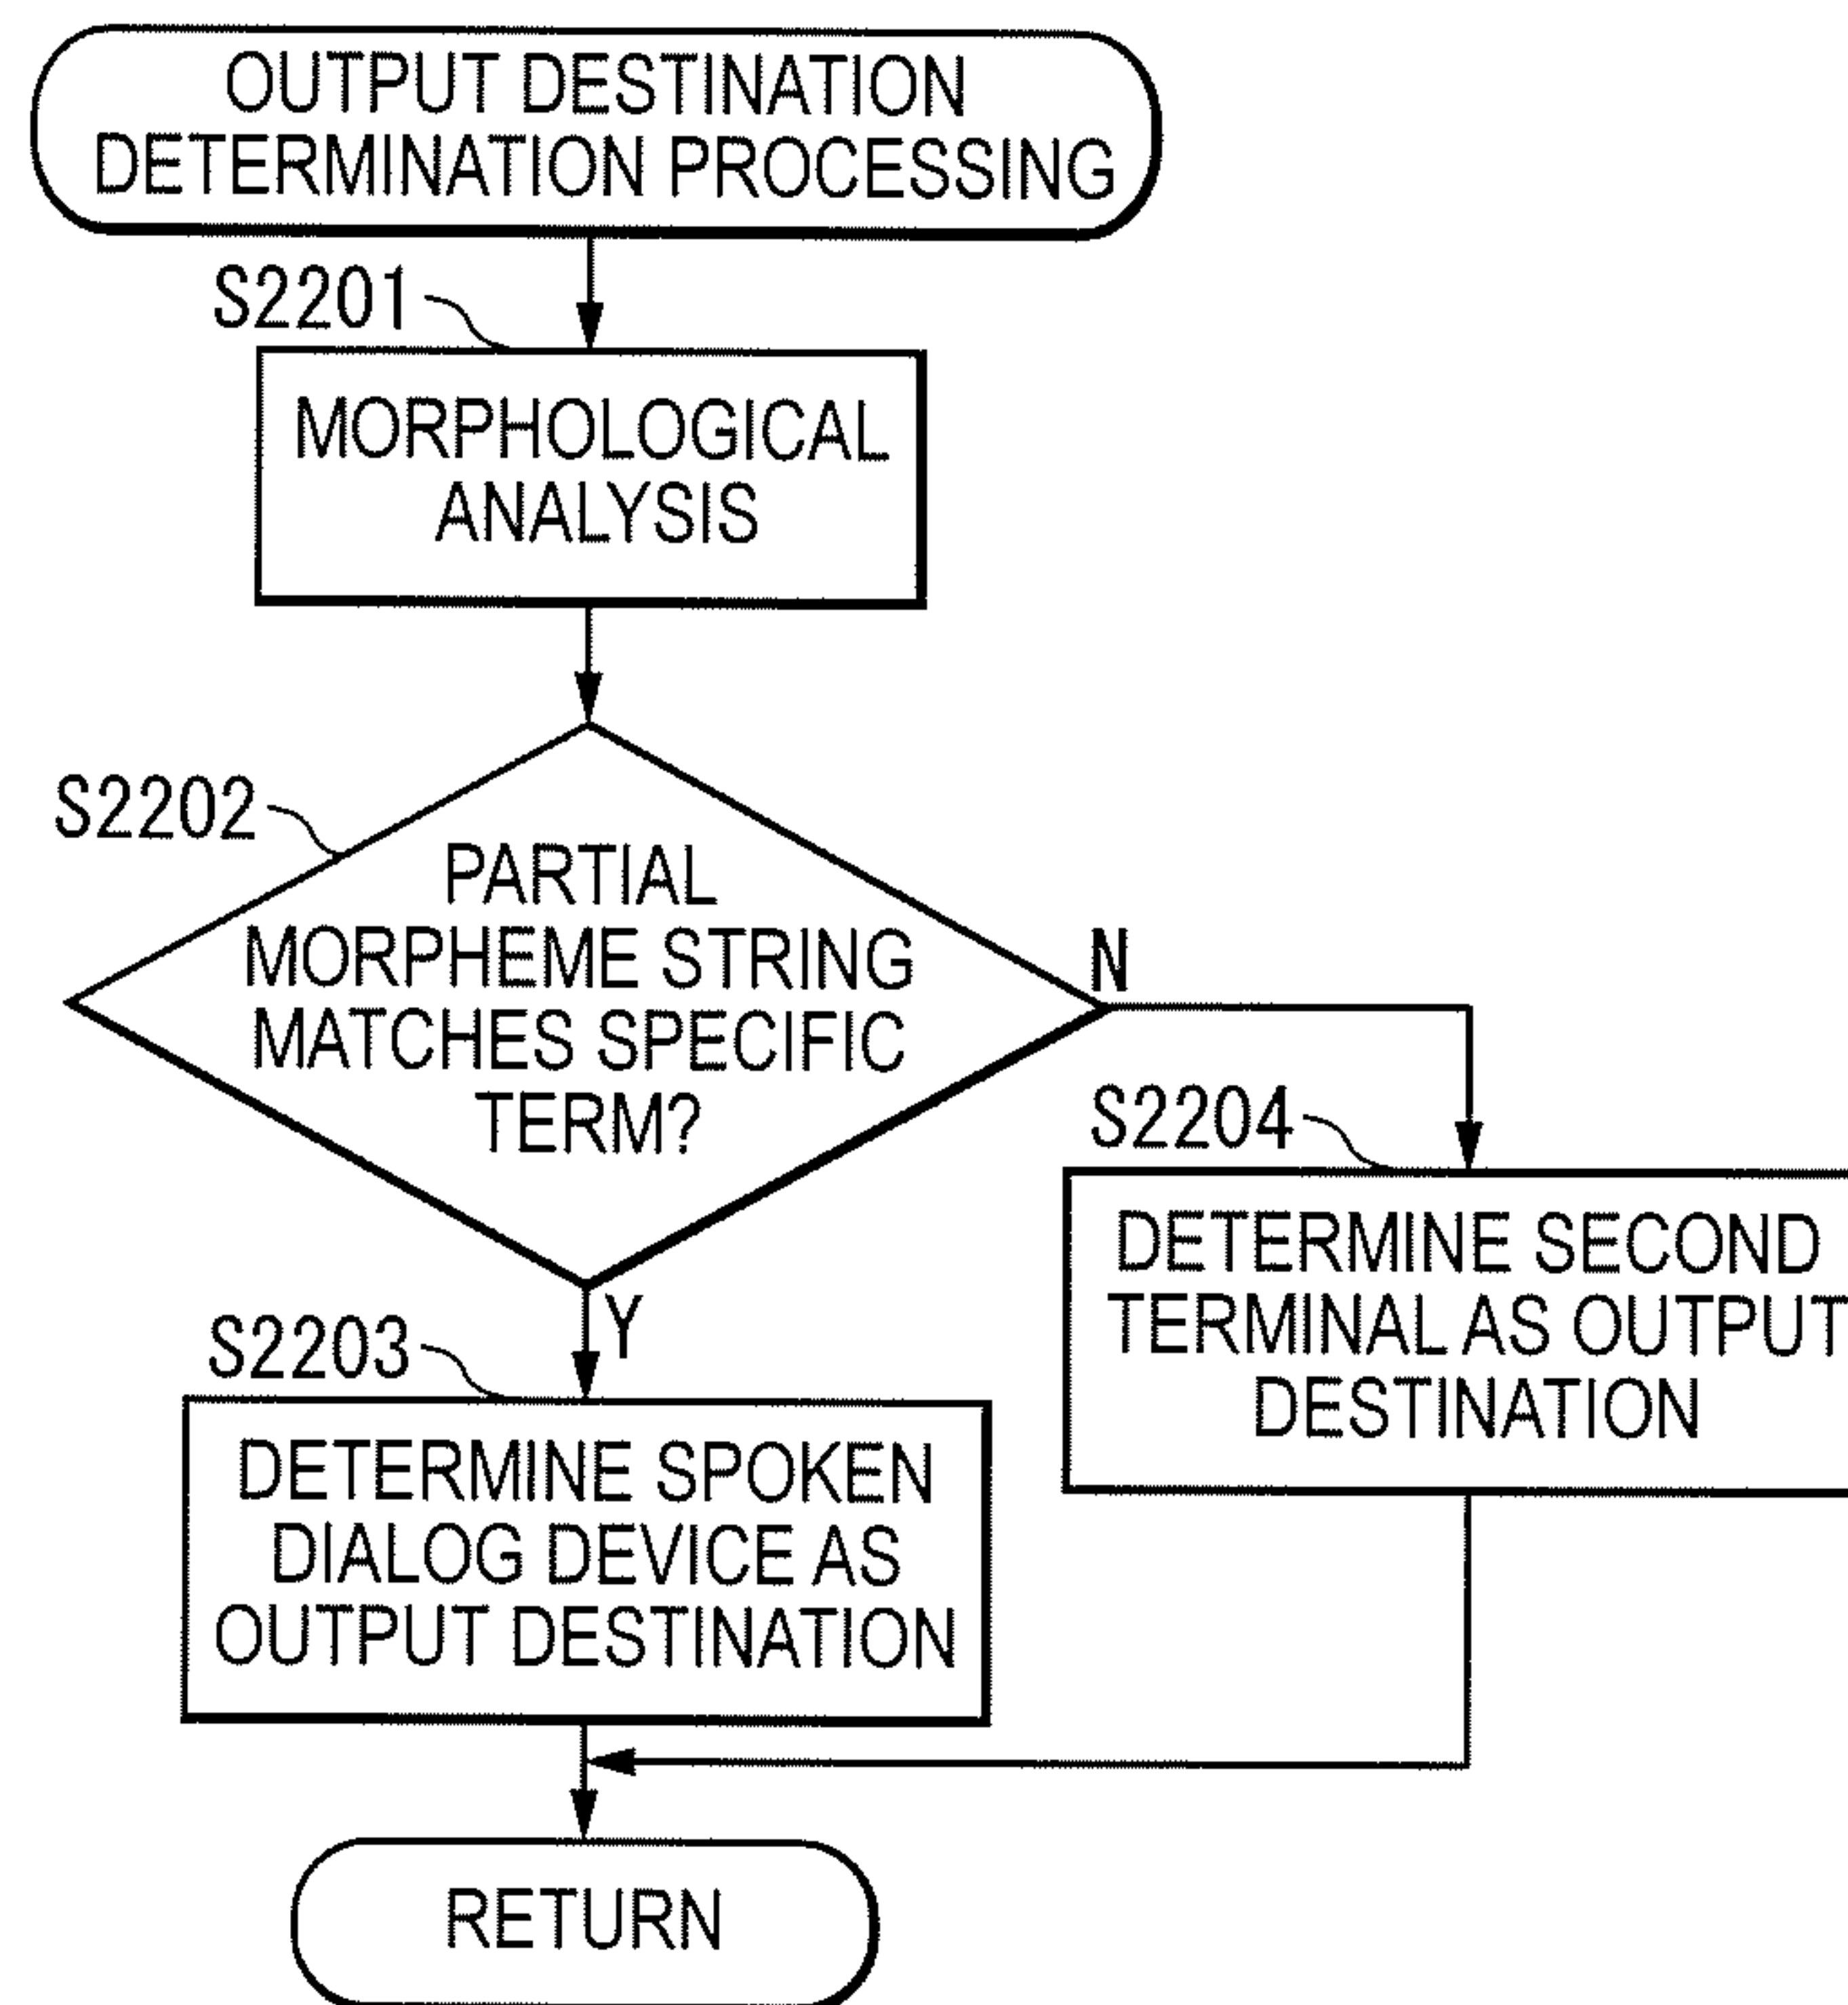 OUTPUT DESTINATION
DETERMINATION PROCESSING
S2201
MORPHOLOGICAL
ANALYSIS
S2202
PARTIAL
MORPHEME STRING
MATCHES SPECIFIC
TERM?
N
S2204
DETERMINE SECOND
TERMINAL AS OUTPUT
DESTINATION
Y
S2203
DETERMINE SPOKEN
DIALOG DEVICE AS
OUTPUT DESTINATION
RETURN